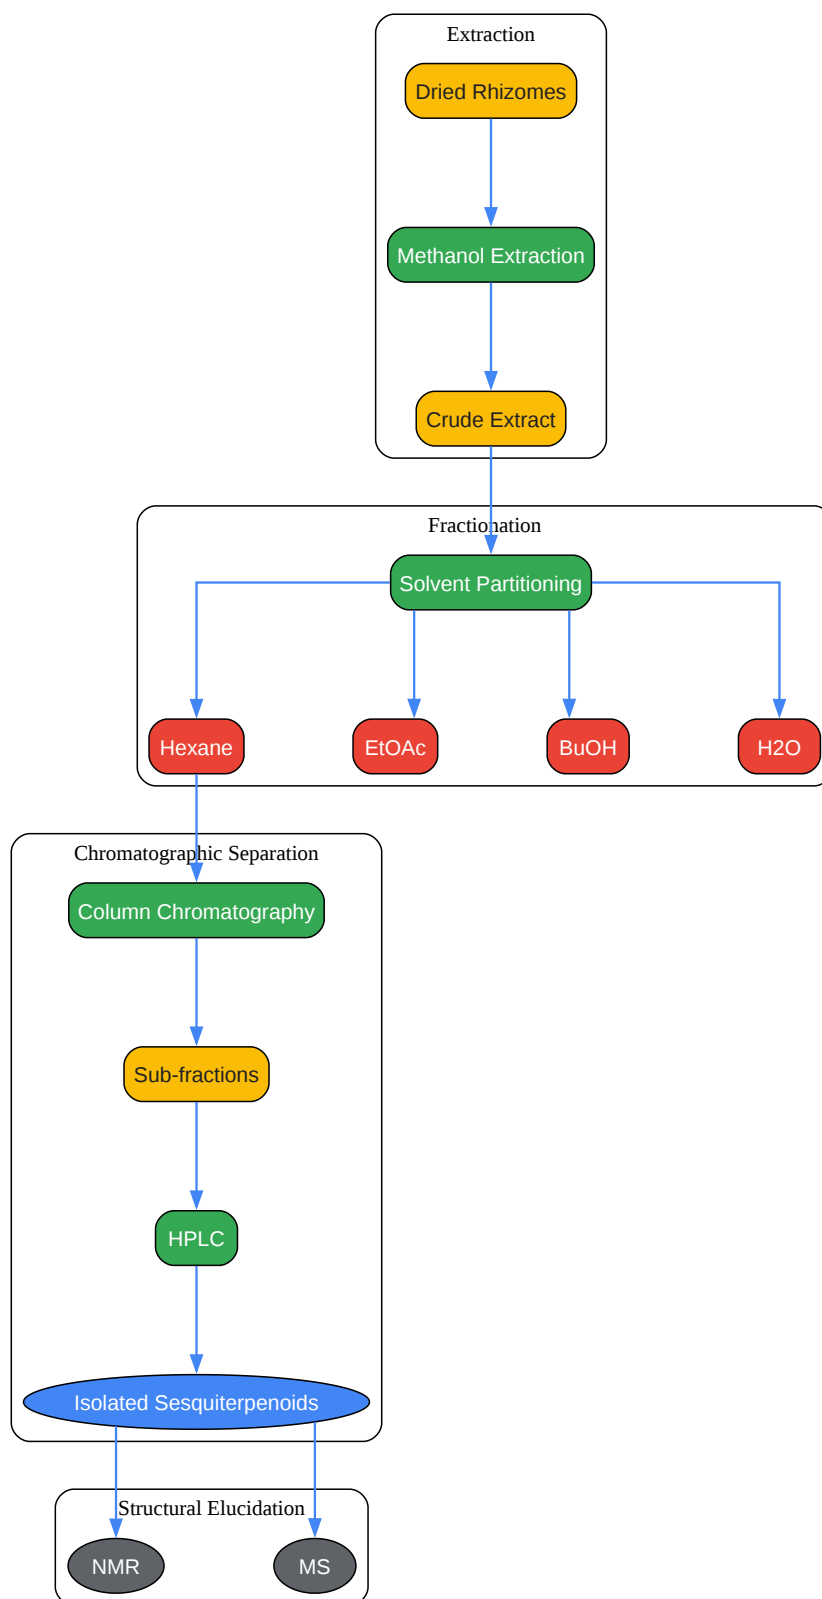 Extraction
Dried Rhizomes
Methanol Extraction
Crude Extract
Fractionation
Solvent Partitioning
Hexane
EtOAc
BuOH
H2O
Chromatographic Separation
Column Chromatography
Sub-fractions
HPLC
Isolated Sesquiterpenoids
Structural Elucidation
NMR
MS